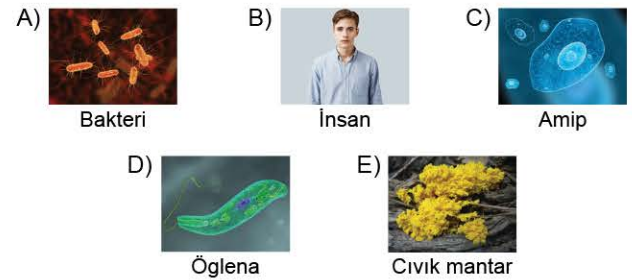 A)
B)
C)
Bakteri
İnsan
Amip
D)
E)
Öglena
Cıvık mantar